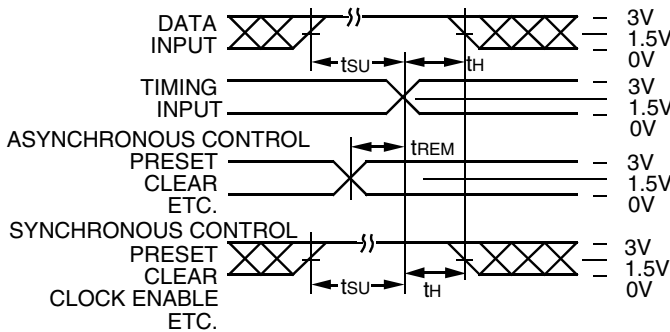 DATA
INPUT
3V
1.5V
0V
tSU
tH
TIMING
INPUT
3V
1.5V
0V
ASYNCHRONOUS CONTROL
tREM
PRESET
CLEAR
ETC.
3V
1.5V
0V
SYNCHRONOUS CONTROL
PRESET
CLEAR
CLOCK ENABLE
ETC.
3V
1.5V
0V
tSU
tH